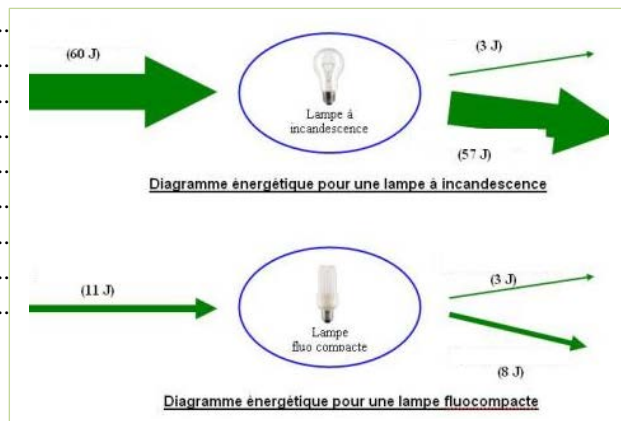 (60 J)
(3 J)
Lampe à
incandescence
(57 J)
Diagramme énergétique pour une lampe à incandescence
(11 J)
(3 J)
Lampe
fluo compacte
(8 J)
Diagramme énergétique pour une lampe fluocompacte